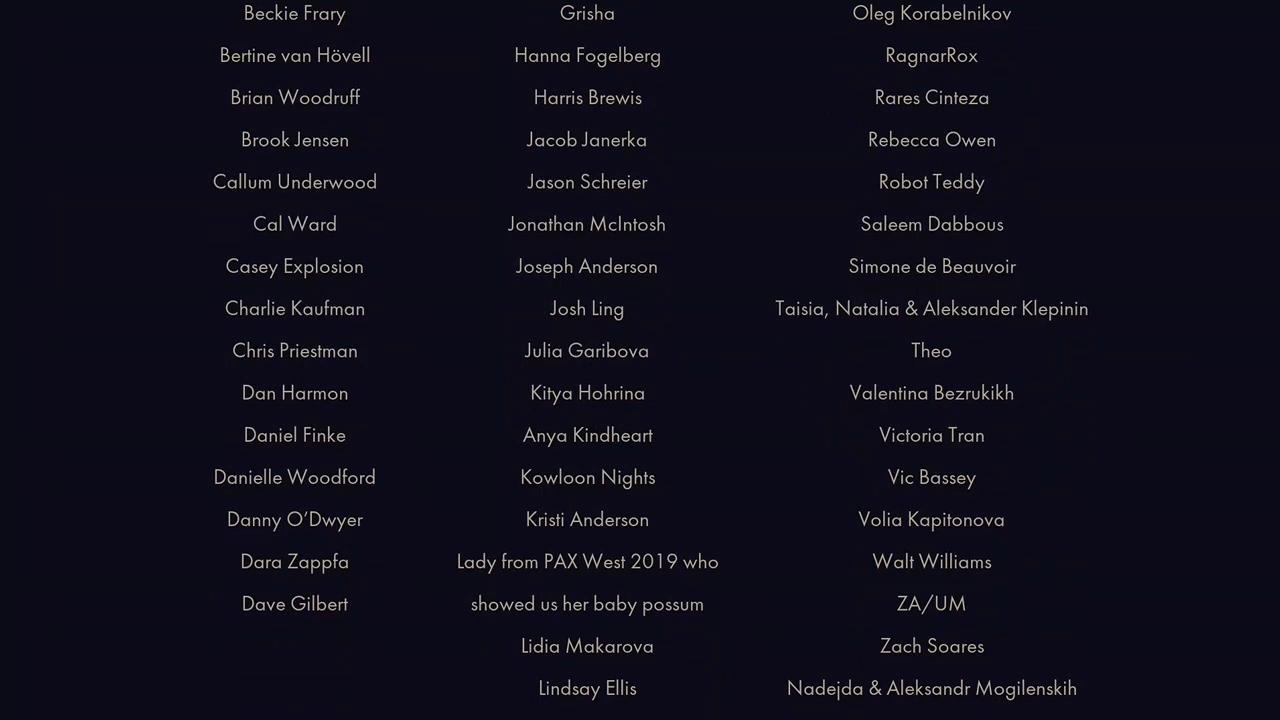 Beckie Frary
Bertine van Hövell
Brian Woodruff
Brook Jensen
Callum Underwood
Cal Ward
Casey Explosion
Charlie Kaufman
Chris Priestman
Dan Harmon
Daniel Finke
Danielle Woodford
Danny O’Dwyer
Dara Zappfa
Dave Gilbert
Grisha
Hanna Fogelberg
Harris Brewis
Jacob Janerka
Jason Schreier
Jonathan McIntosh
Joseph Anderson
Josh Ling
Julia Garibova
Kitya Hohrina
Anya Kindheart
Kowloon Nights
Kristi Anderson
Lady from PAX West 2019 who
showed us her baby possum
Lidia Makarova
Lindsay Ellis
Oleg Korabelnikov
RagnarRox
Rares Cinteza
Rebecca Owen
Robot Teddy
Saleem Dabbous
Simone de Beauvoir
Taisia, Natalia & Aleksander Klepinin
Theo
Valentina Bezrukikh
Victoria Tran
Vic Bassey
Volia Kapitonova
Walt Williams
ZA/UM
Zach Soares
Nadejda & Aleksandr Mogilenskih